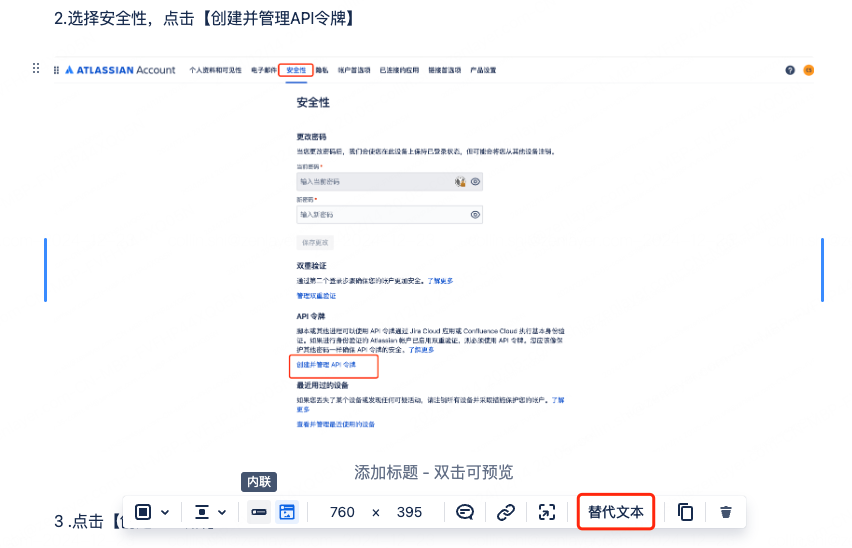 2.选择安全性，点击【创建并管理API令牌】
ATLASSIAN Account 个人资料和可见性 电子邮件 安全性 隐私 帐户首选项 已连接的应用 链接首选项 产品设置
安全性
更改密码
当您更改密码后，我们会使您在此设备上保持已登录状态，但可能会将您从其他设备注销。
当前密码 *
输入当前密码
新密码 *
输入新密码
保存更改
双重验证
通过第二个登录步骤确保您的帐户更加安全。了解更多
管理双重验证
API 令牌
脚本或其他进程可以使用 API 令牌通过 Jira Cloud 应用或 Confluence Cloud 执行基本身份验
证。如果进行身份验证的 Atlassian 帐户已启用双重验证，则必须使用 API 令牌。您应该像保
护其他密码一样确保 API 令牌的安全。了解更多
创建并管理 API 令牌
最近用过的设备
如果您丢失了某个设备或发现任何可疑活动，请注销所有设备并采取措施保护您的帐户。了解
更多
查看并管理最近使用的设备
添加标题 - 双击可预览
内联
760 x 395 替代文本
3 .点击【创